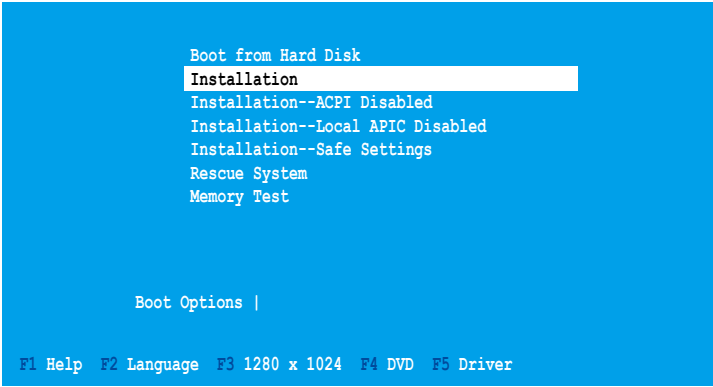 Boot from Hard Disk
Installation
Installation--ACPI Disabled
Installation--Local APIC Disabled
Installation--Safe Settings
Rescue System
Memory Test
Boot Options |
F1 Help F2 Language F3 1280 x 1024 F4 DVD F5 Driver